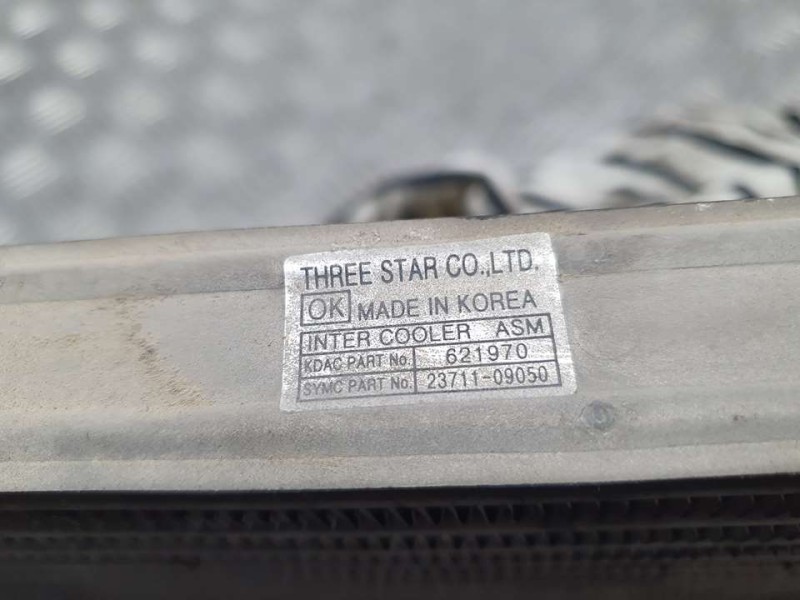 THREE STAR CO.,LTD.
OK MADE IN KOREA
INTER COOLER ASM
KDAC PART No. 621970
SYMC PART No. 23711-09050